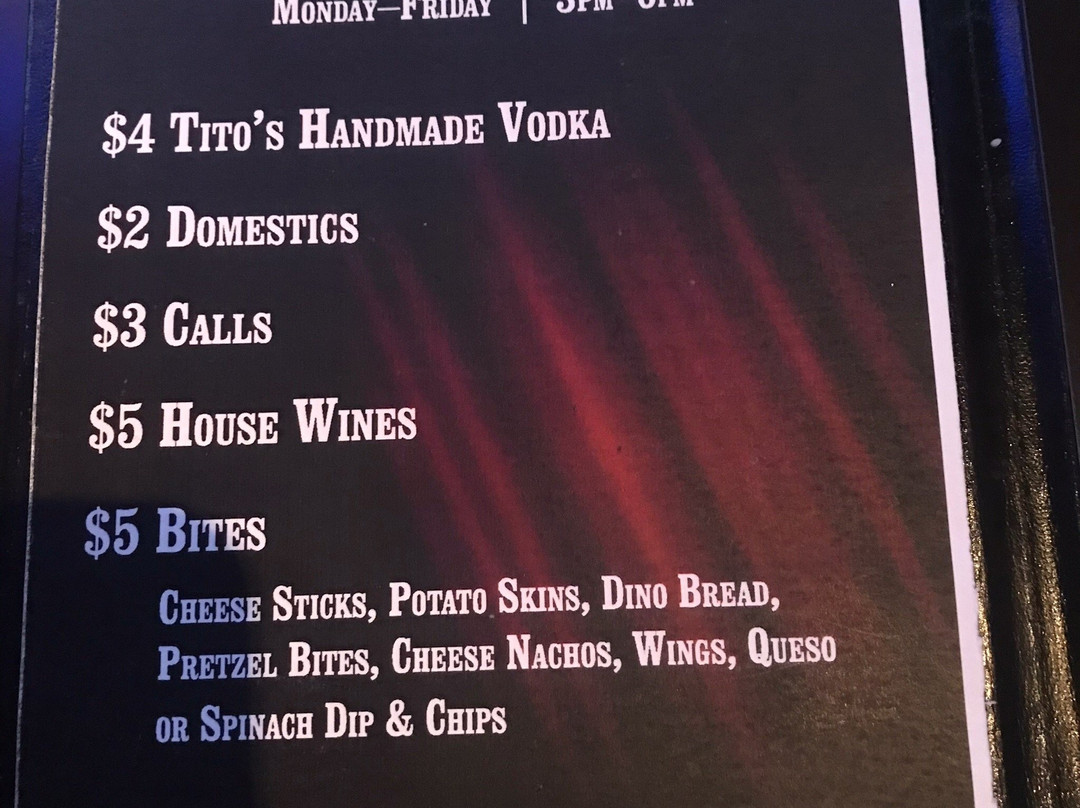 Monday–Friday |
$4 Tito's Handmade Vodka
$2 Domestics
$3 Calls
$5 House Wines
$5 Bites
Cheese Sticks, Potato Skins, Dino Bread,
Pretzel Bites, Cheese Nachos, Wings, Queso
or Spinach Dip & Chips